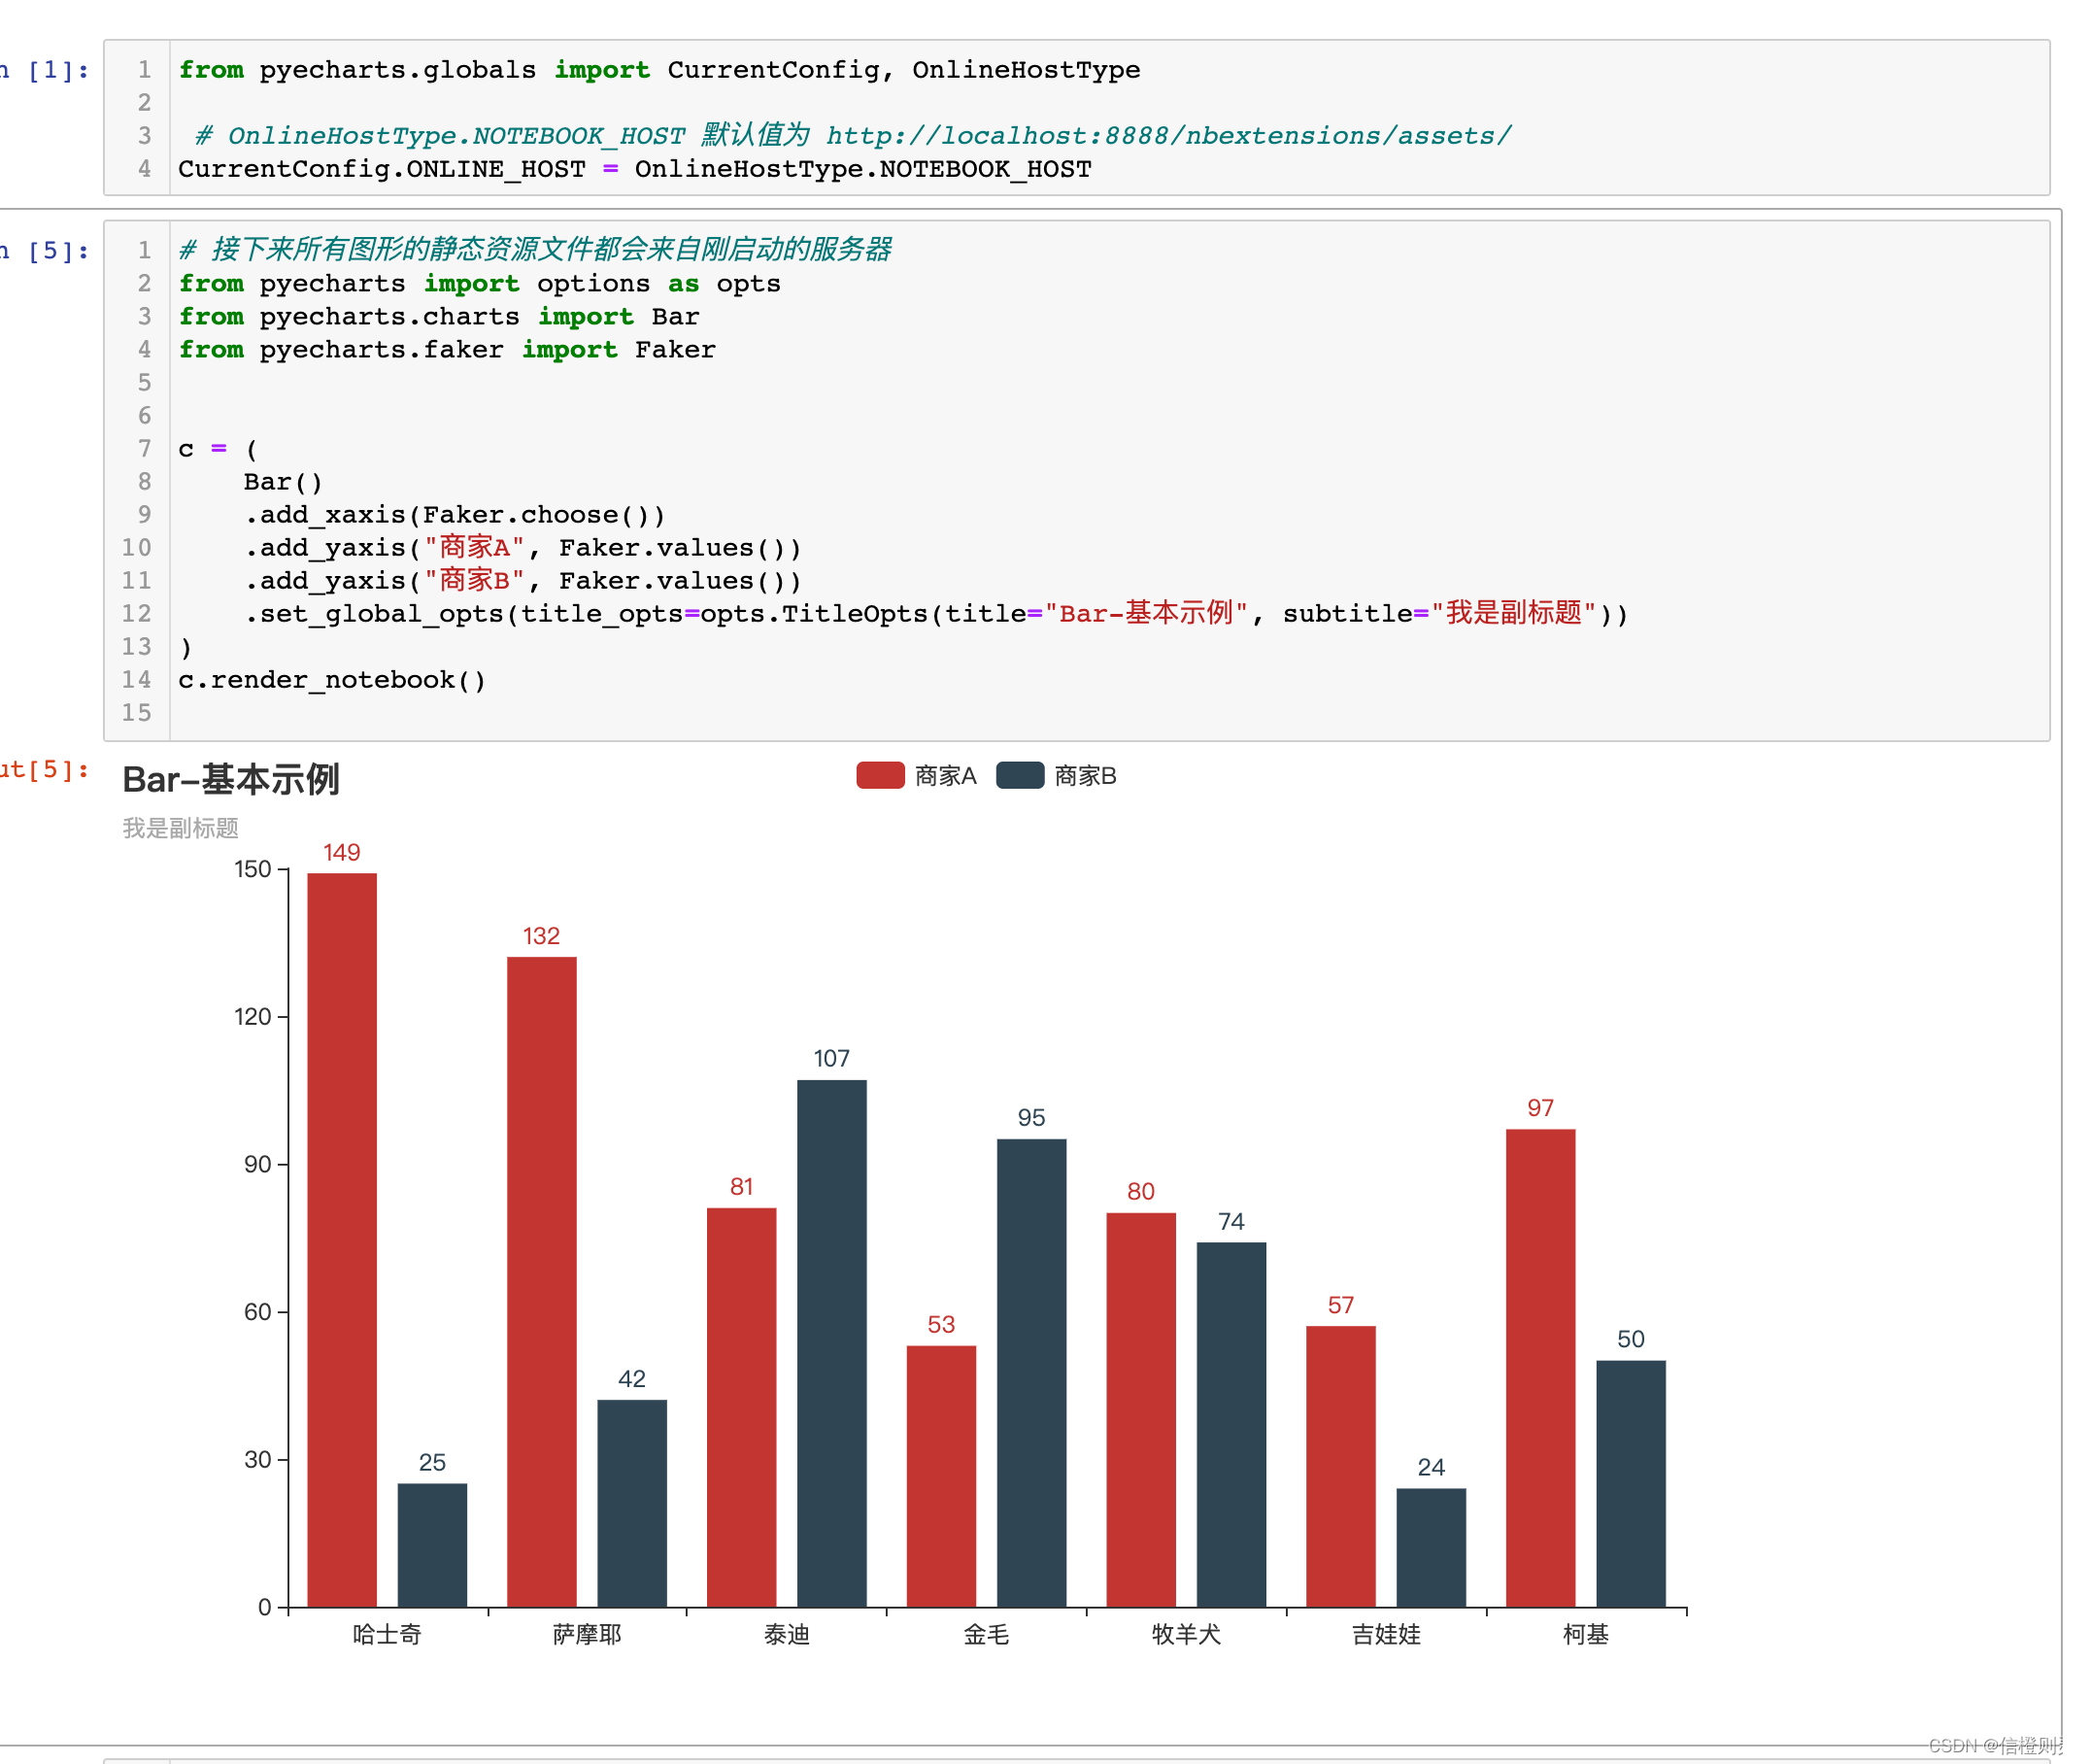 [1]:
1 from pyecharts.globals import CurrentConfig, OnlineHostType
2
3 # OnlineHostType.NOTEBOOK_HOST 默认值为 http://localhost:8888/nbextensions/assets/
4 CurrentConfig.ONLINE_HOST = OnlineHostType.NOTEBOOK_HOST
[5]:
1 # 接下来所有图形的静态资源文件都会来自刚启动的服务器
2 from pyecharts import options as opts
3 from pyecharts.charts import Bar
4 from pyecharts.faker import Faker
5
6
7 c = (
8 Bar()
9 .add_xaxis(Faker.choose())
10 .add_yaxis("商家A", Faker.values())
11 .add_yaxis("商家B", Faker.values())
12 .set_global_opts(title_opts=opts.TitleOpts(title="Bar-基本示例", subtitle="我是副标题"))
13 )
14 c.render_notebook()
15
ut[5]:
Bar-基本示例
商家A 商家B
我是副标题
149
150
132
120
107
95
97
90
81
80
74
60
57
53
50
42
30
25
24
0
哈士奇 萨摩耶 泰迪 金毛 牧羊犬 吉娃娃 柯基
CSDN @信橙则